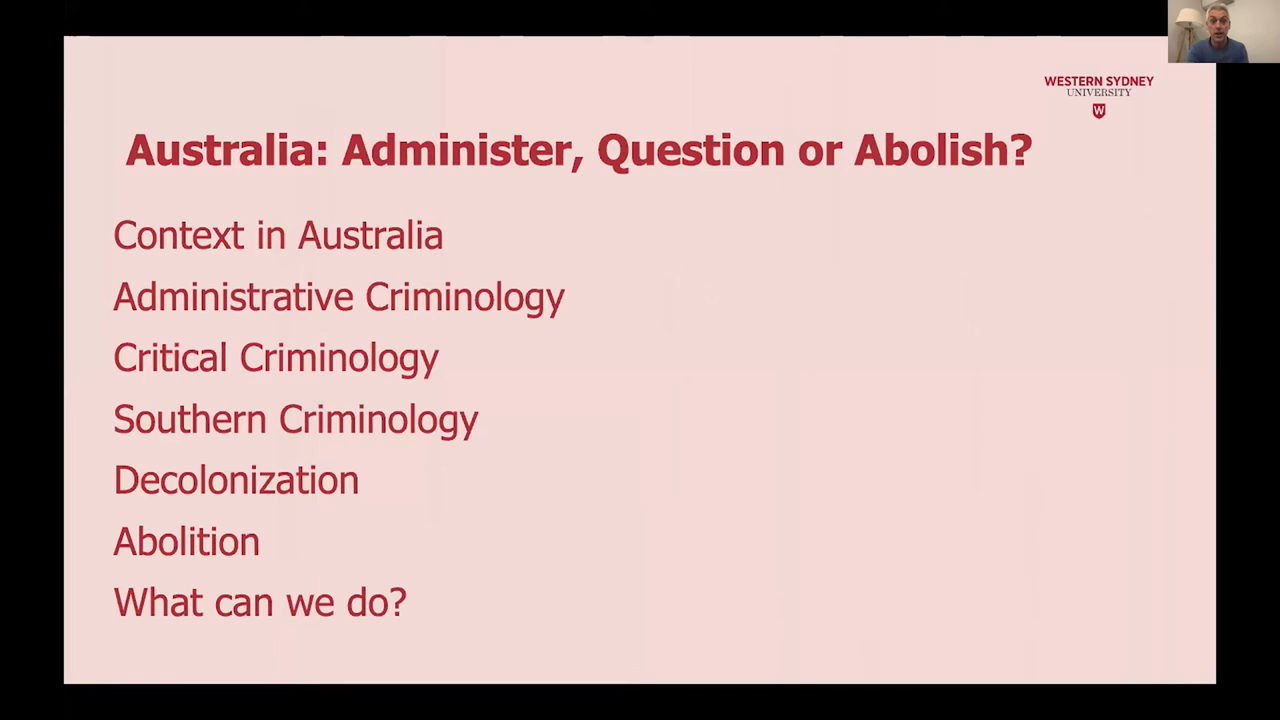 WESTERN SYDNEY
UNIVERSITY
W
Australia: Administer, Question or Abolish?
Context in Australia
Administrative Criminology
Critical Criminology
Southern Criminology
Decolonization
Abolition
What can we do?